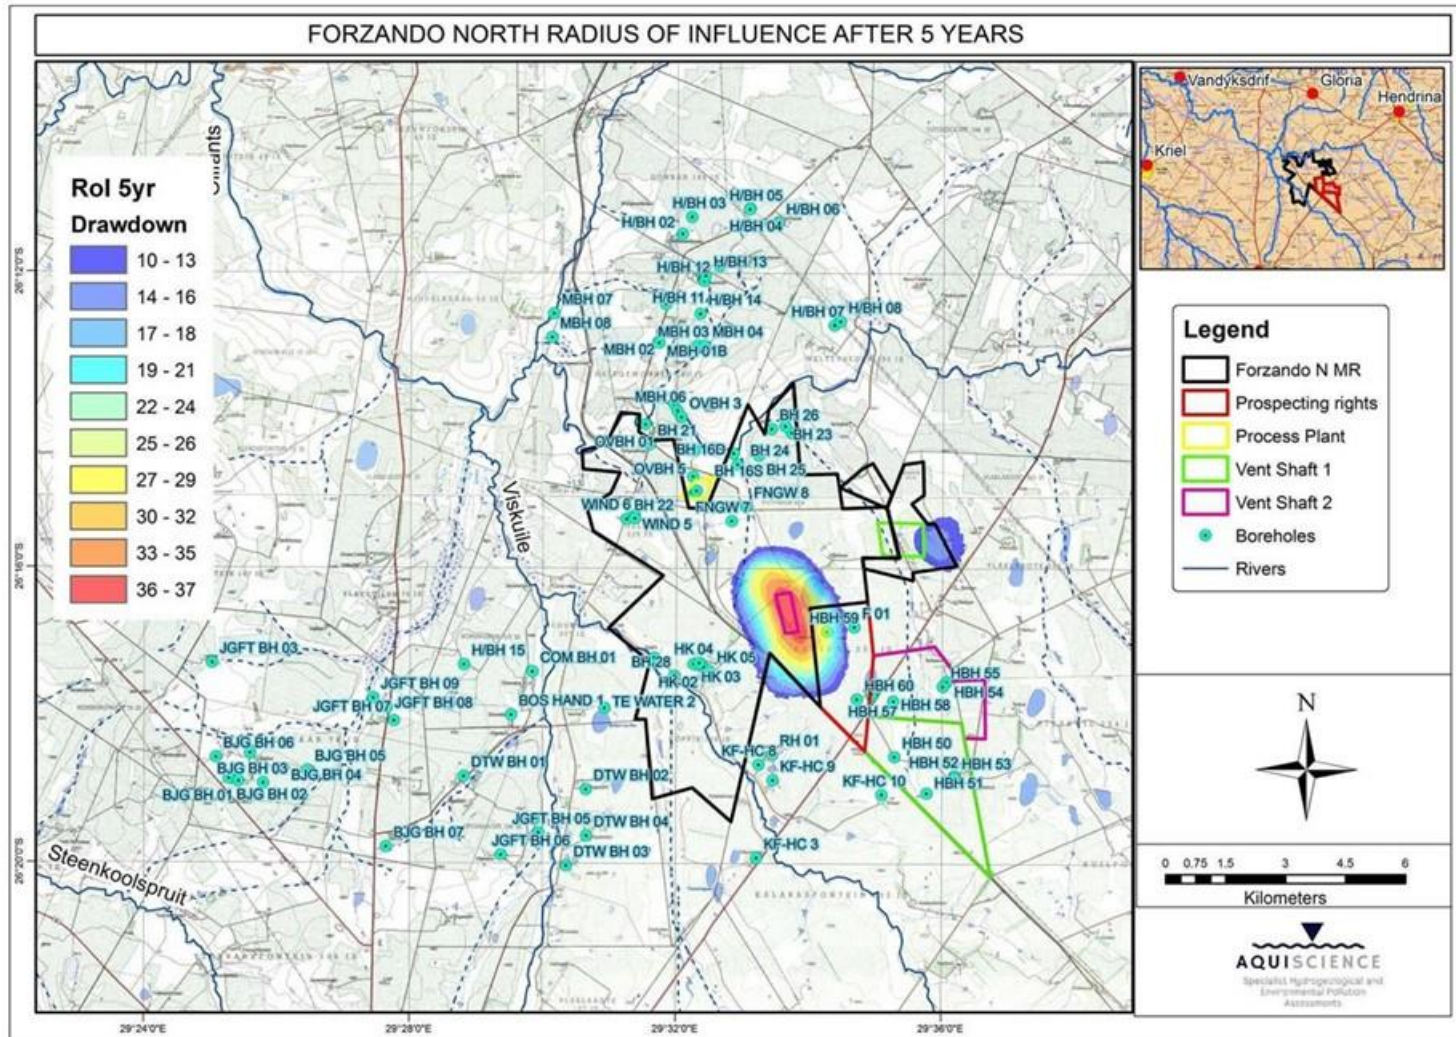 FORZANDO NORTH RADIUS OF INFLUENCE AFTER 5 YEARS
Vandyksdrif
Gloria
Hendrina
Kriel
RoI 5yr
Drawdown
10 - 13
14 - 16
17 - 18
19 - 21
22 - 24
25 - 26
27 - 29
30 - 32
33 - 35
36 - 37
Legend
Forzando N MR
Prospecting rights
Process Plant
Vent Shaft 1
Vent Shaft 2
Boreholes
Rivers
N
0 0.75 1.5 3 4.5 6
Kilometers
AQUISCIENCE
Specialist Hydrogeological and
Environmental Pollution
Assessments
Viskuile
Steenkoolspruit
H/BH 05
H/BH 03
H/BH 06
H/BH 02
H/BH 04
H/BH 13
H/BH 12
MBH 07
H/BH 11
H/BH 14
H/BH 07
H/BH 08
MBH 08
MBH 03
MBH 04
MBH 02
MBH 01B
MBH 06
OVBH 3
BH 26
BH 21
BH 23
OVBH 01
BH 16D
BH 24
OVBH 5
BH 16S
BH 25
FNGW 8
WIND 6
BH 22
FNGW 7
WIND 5
HBH 59
F 01
JGFT BH 03
H/BH 15
COM BH 01
BH 28
HK 04
HK 05
HK 02
HK 03
HBH 55
HBH 54
HBH 60
HBH 58
HBH 57
JGFT BH 09
JGFT BH 07
JGFT BH 08
BOS HAND 1
TE WATER 2
BJG BH 06
BJG BH 05
BJG BH 03
BJG BH 04
BJG BH 01
BJG BH 02
DTW BH 01
DTW BH 02
RH 01
KF-HC 8
KF-HC 9
HBH 50
HBH 52
HBH 53
HBH 51
KF-HC 10
BJG BH 07
JGFT BH 05
DTW BH 04
JGFT BH 06
DTW BH 03
KF-HC 3
26°12'0"S
26°16'0"S
26°20'0"S
29°24'0"E
29°28'0"E
29°32'0"E
29°36'0"E